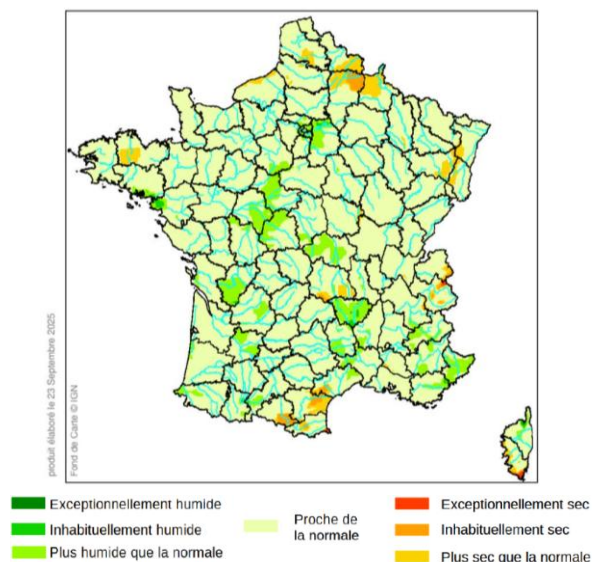 produit élaboré le 23 Septembre 2025
Fond de Carte © IGN
Exceptionnellement humide
Inhabituellement humide
Plus humide que la normale
Proche de
la normale
Exceptionnellement sec
Inhabituellement sec
Plus sec que la normale